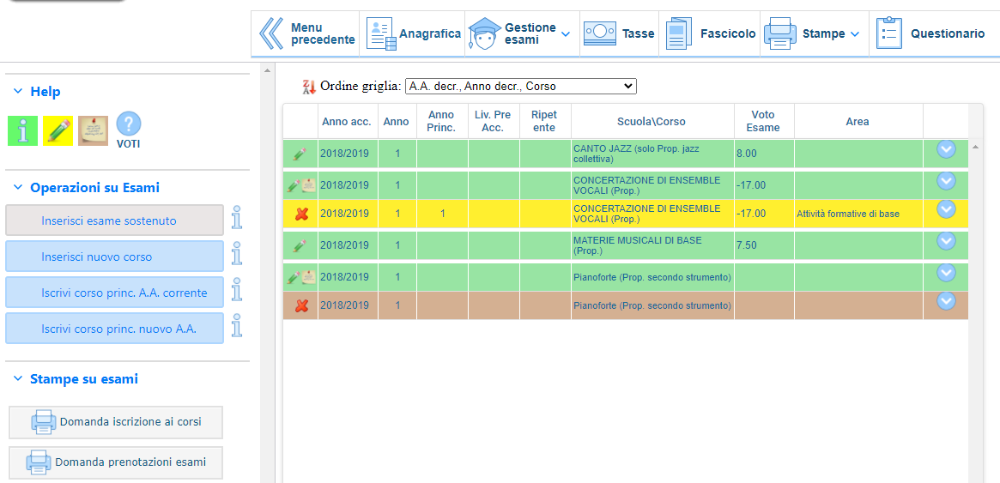 Menu
precedente
Anagrafica
Gestione
esami
Tasse
Fascicolo
Stampe
Questionario
Help
VOTI
Operazioni su Esami
Inserisci esame sostenuto
Inserisci nuovo corso
Iscrivi corso princ. A.A. corrente
Iscrivi corso princ. nuovo A.A.
Stampe su esami
Domanda iscrizione ai corsi
Domanda prenotazioni esami
Ordine griglia: A.A. decr., Anno decr., Corso
Anno acc. Anno Anno Princ. Liv. Pre Acc. Ripet ente Scuola\Corso Voto Esame Area
2018/2019 1 CANTO JAZZ (solo Prop. jazz collettiva) 8.00
2018/2019 1 CONCERTAZIONE DI ENSEMBLE VOCALI (Prop.) -17.00
2018/2019 1 1 CONCERTAZIONE DI ENSEMBLE VOCALI (Prop.) -17.00 Attività formative di base
2018/2019 1 MATERIE MUSICALI DI BASE (Prop.) 7.50
2018/2019 1 Pianoforte (Prop. secondo strumento)
2018/2019 1 Pianoforte (Prop. secondo strumento)